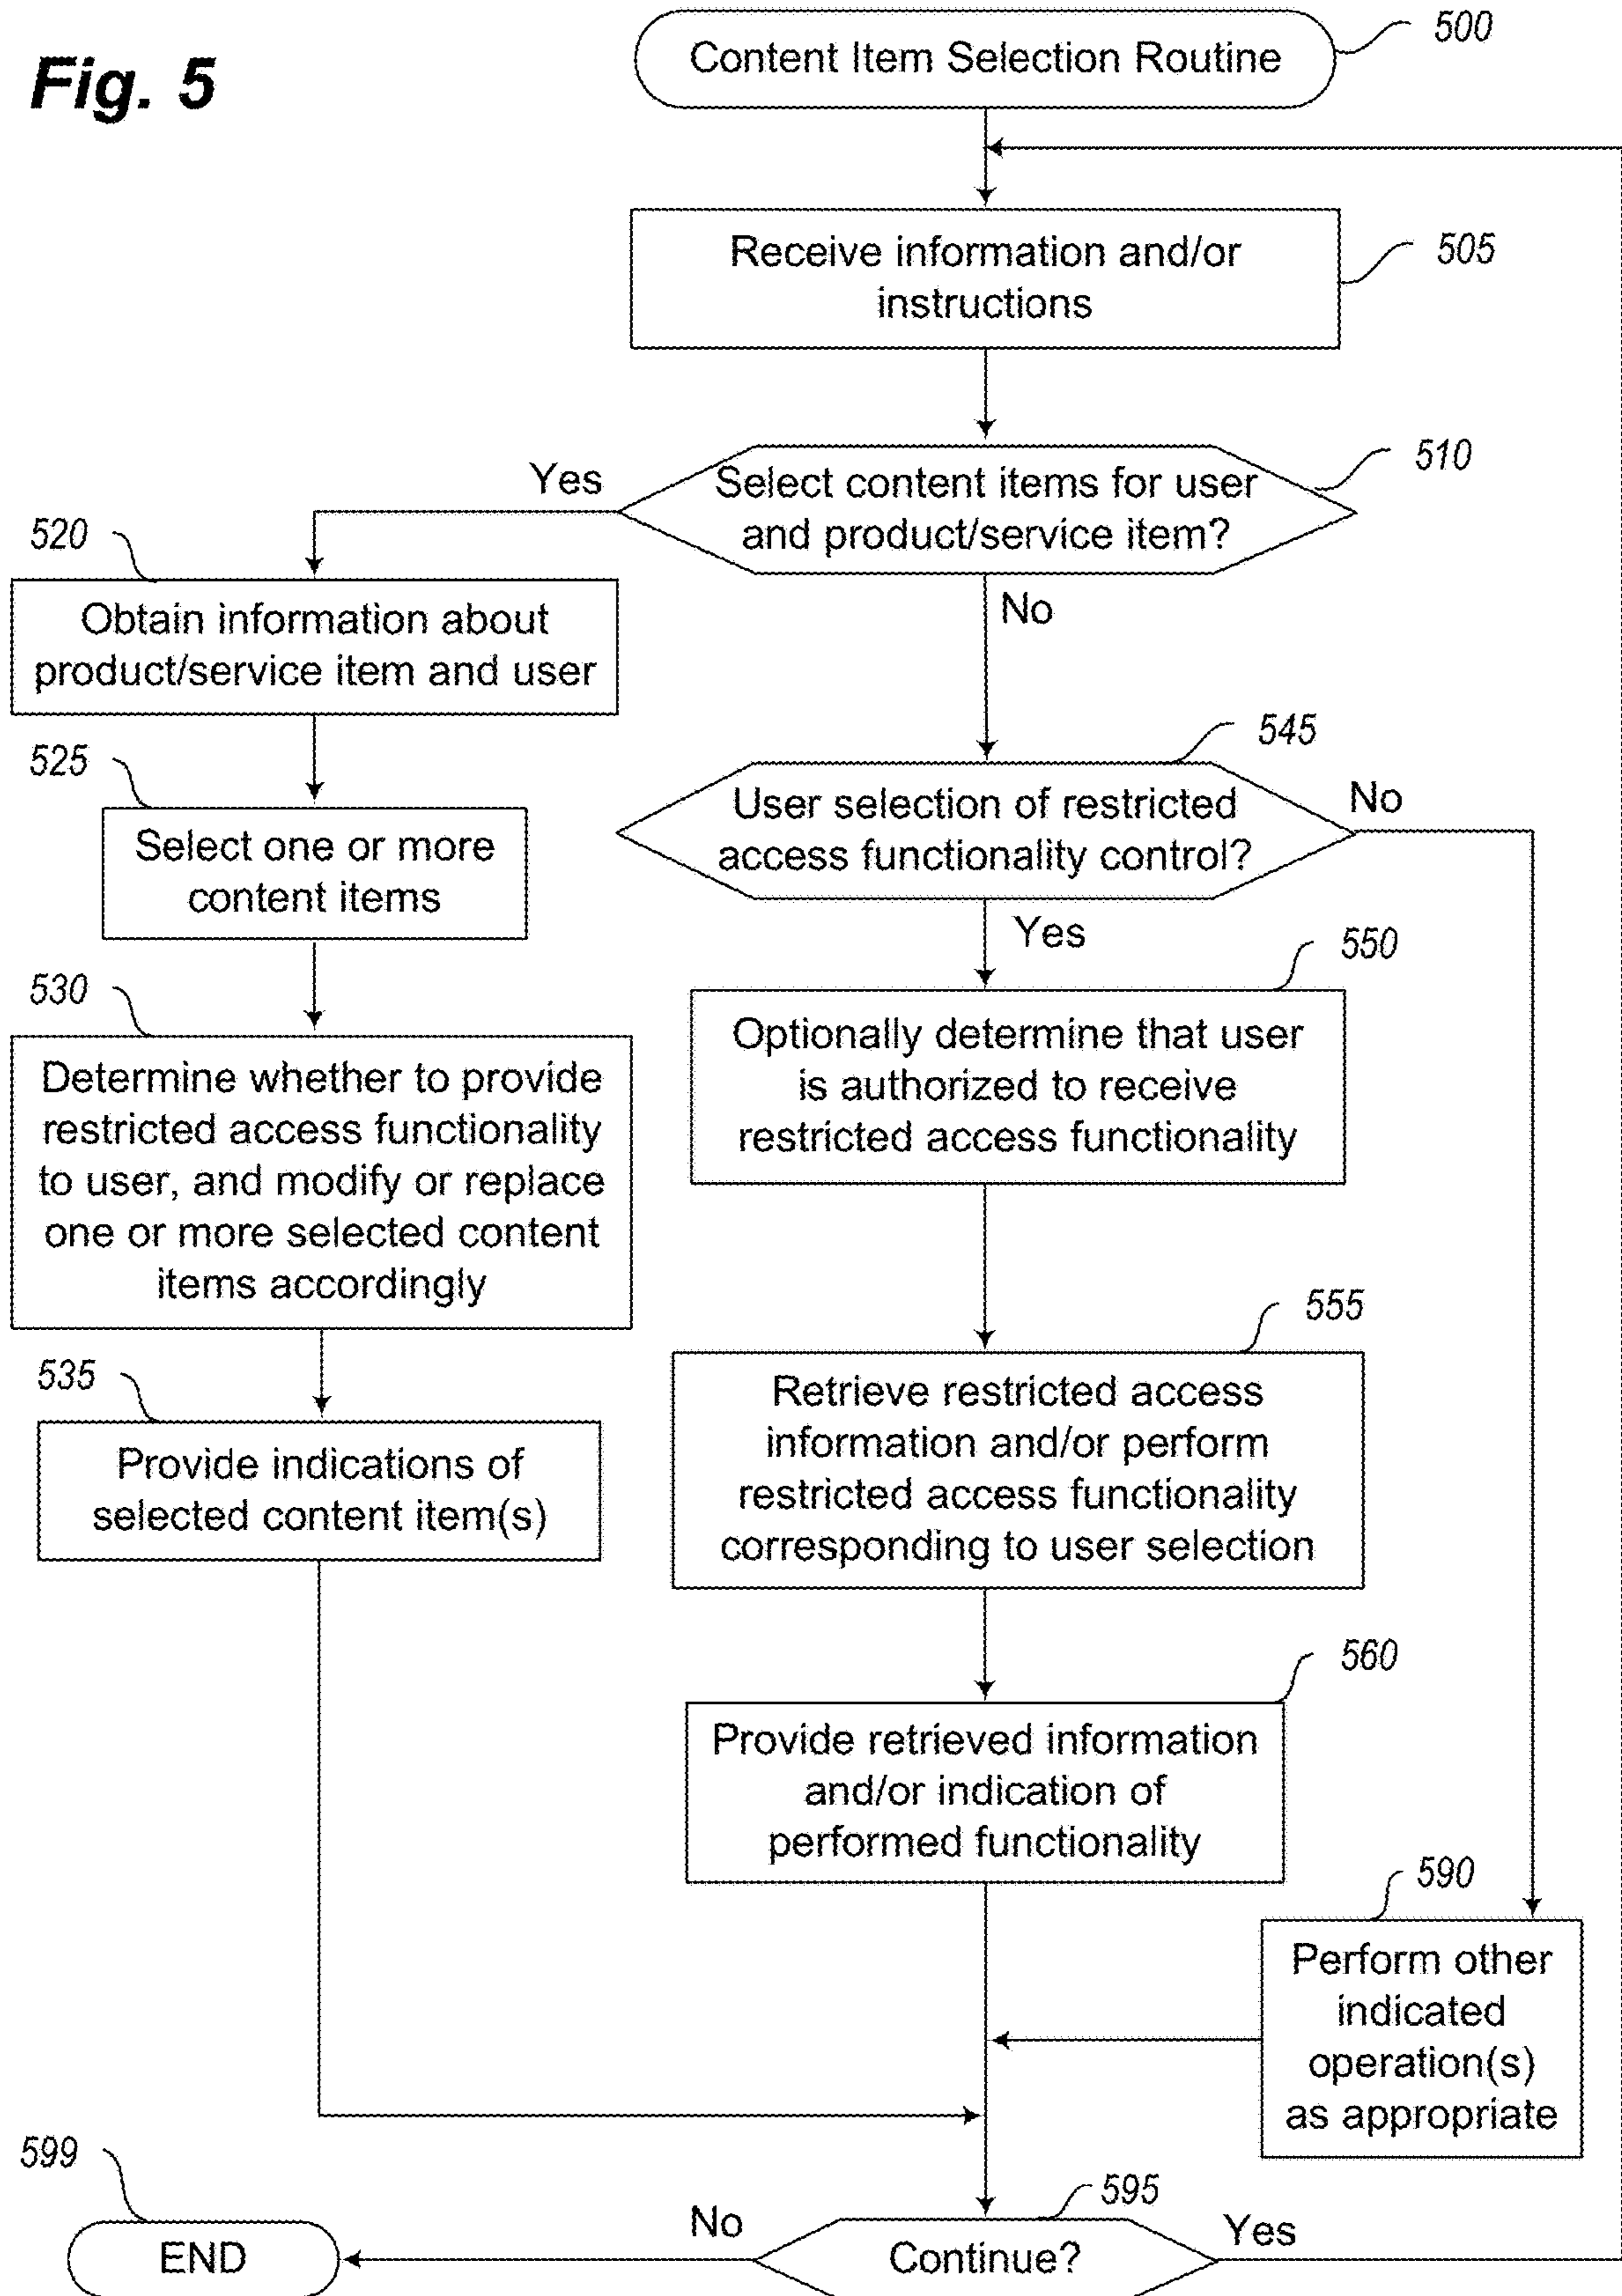 Fig. 5
Content Item Selection Routine
500
Receive information and/or
instructions
505
Select content items for user
and product/service item?
510
Yes
No
520
Obtain information about
product/service item and user
525
Select one or more
content items
530
Determine whether to provide
restricted access functionality
to user, and modify or replace
one or more selected content
items accordingly
535
Provide indications of
selected content item(s)
545
User selection of restricted
access functionality control?
No
Yes
550
Optionally determine that user
is authorized to receive
restricted access functionality
555
Retrieve restricted access
information and/or perform
restricted access functionality
corresponding to user selection
560
Provide retrieved information
and/or indication of
performed functionality
590
Perform other
indicated
operation(s)
as appropriate
595
Continue?
No
Yes
599
END